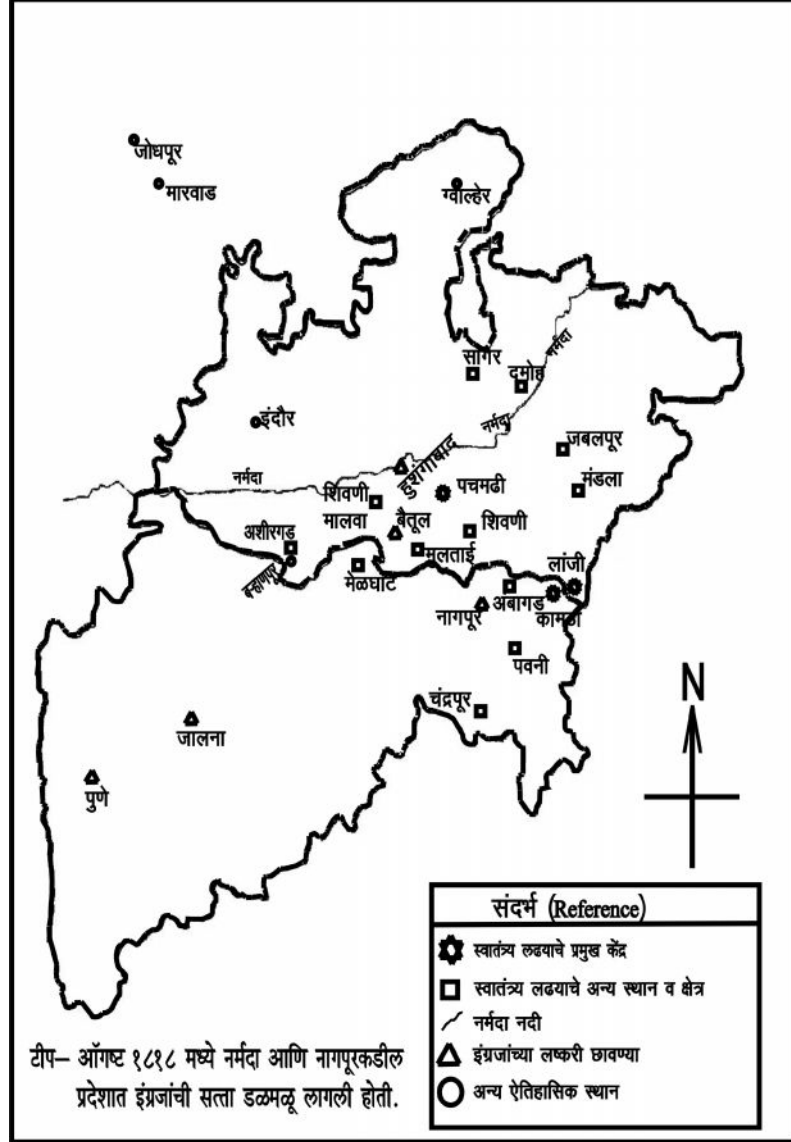 जोधपूर
मारवाड
ग्वाल्हेर
सागर
दमोह
नर्मदा
इंदौर
नर्मदा
हुशंगाबाद
जबलपूर
नर्मदा
पचमढी
मंडला
शिवणी
मालवा
बैतूल
शिवणी
अशीरगड
मुलताई
लांजी
बऱ्हाणपूर
मेळघाट
अंबागड
कामठा
नागपूर
पवनी
चंद्रपूर
जालना
पुणे
N
संदर्भ (Reference)
स्वातंत्र्य लढयाचे प्रमुख केंद्र
स्वातंत्र्य लढयाचे अन्य स्थान व क्षेत्र
नर्मदा नदी
इंग्रजांच्या लष्करी छावण्या
अन्य ऐतिहासिक स्थान
टीप– ऑगष्ट १८१८ मध्ये नर्मदा आणि नागपूरकडील
प्रदेशात इंग्रजांची सत्ता डळमळू लागली होती.